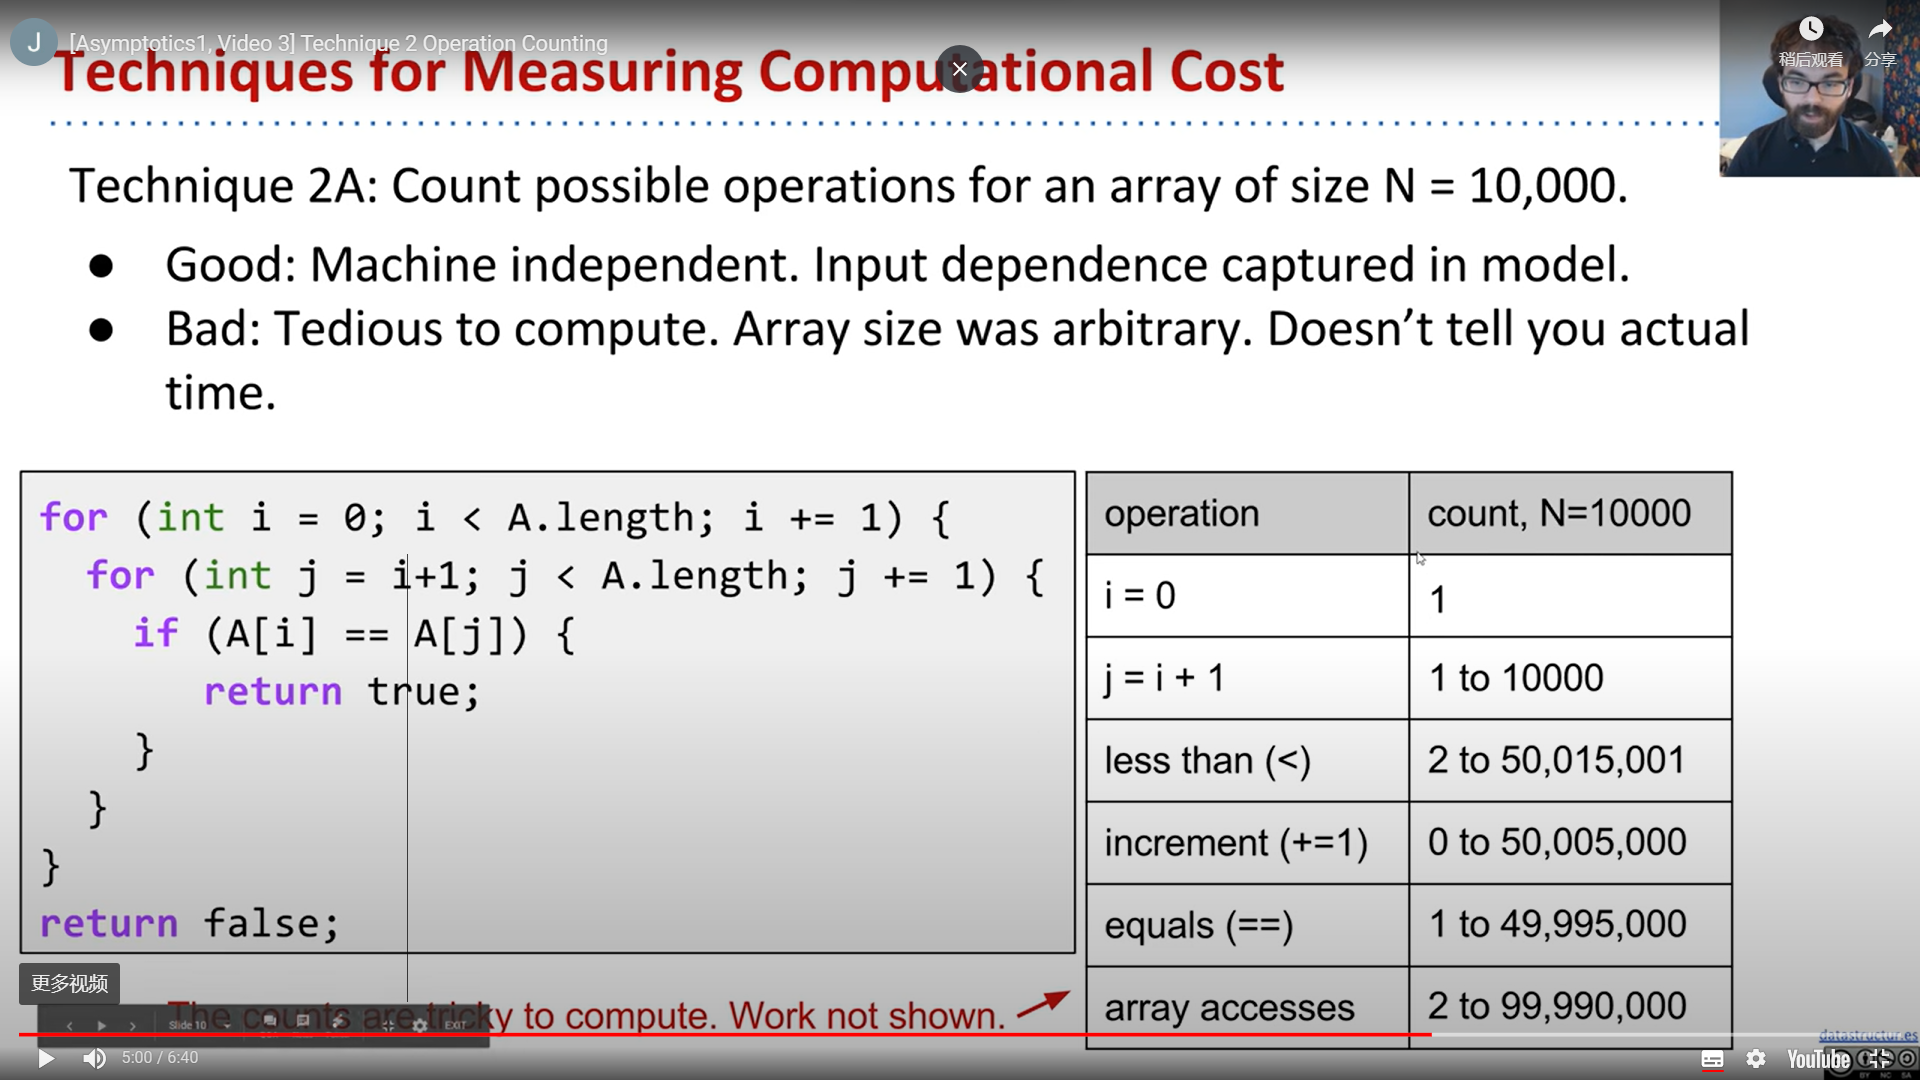 J
[Asymptotics1, Video 3] Technique 2 Operation Counting
稍后观看
分享
Techniques for Measuring Computational Cost
Technique 2A: Count possible operations for an array of size N = 10,000.
● Good: Machine independent. Input dependence captured in model.
● Bad: Tedious to compute. Array size was arbitrary. Doesn’t tell you actual
time.
for (int i = 0; i < A.length; i += 1) {
for (int j = i+1; j < A.length; j += 1) {
if (A[i] == A[j]) {
return true;
}
}
}
return false;
operation count, N=10000
i = 0 1
j = i + 1 1 to 10000
less than (<) 2 to 50,015,001
increment (+=1) 0 to 50,005,000
equals (==) 1 to 49,995,000
array accesses 2 to 99,990,000
更多视频
The counts are tricky to compute. Work not shown.
Slide 10
EXIT
datastructur.es
5:00 / 6:40
YouTube
BY NC SA